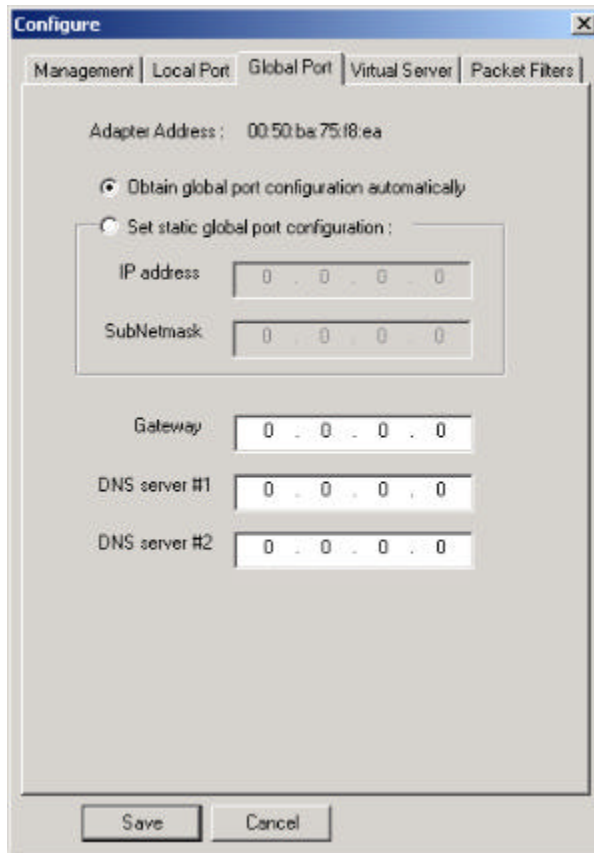 Configure
Management Local Port Global Port Virtual Server Packet Filters
Adapter Address : 00:50:ba:75:f8:ea
Obtain global port configuration automatically
Set static global port configuration :
IP address 0 . 0 . 0 . 0
SubNetmask 0 . 0 . 0 . 0
Gateway 0 . 0 . 0 . 0
DNS server #1 0 . 0 . 0 . 0
DNS server #2 0 . 0 . 0 . 0
Save Cancel